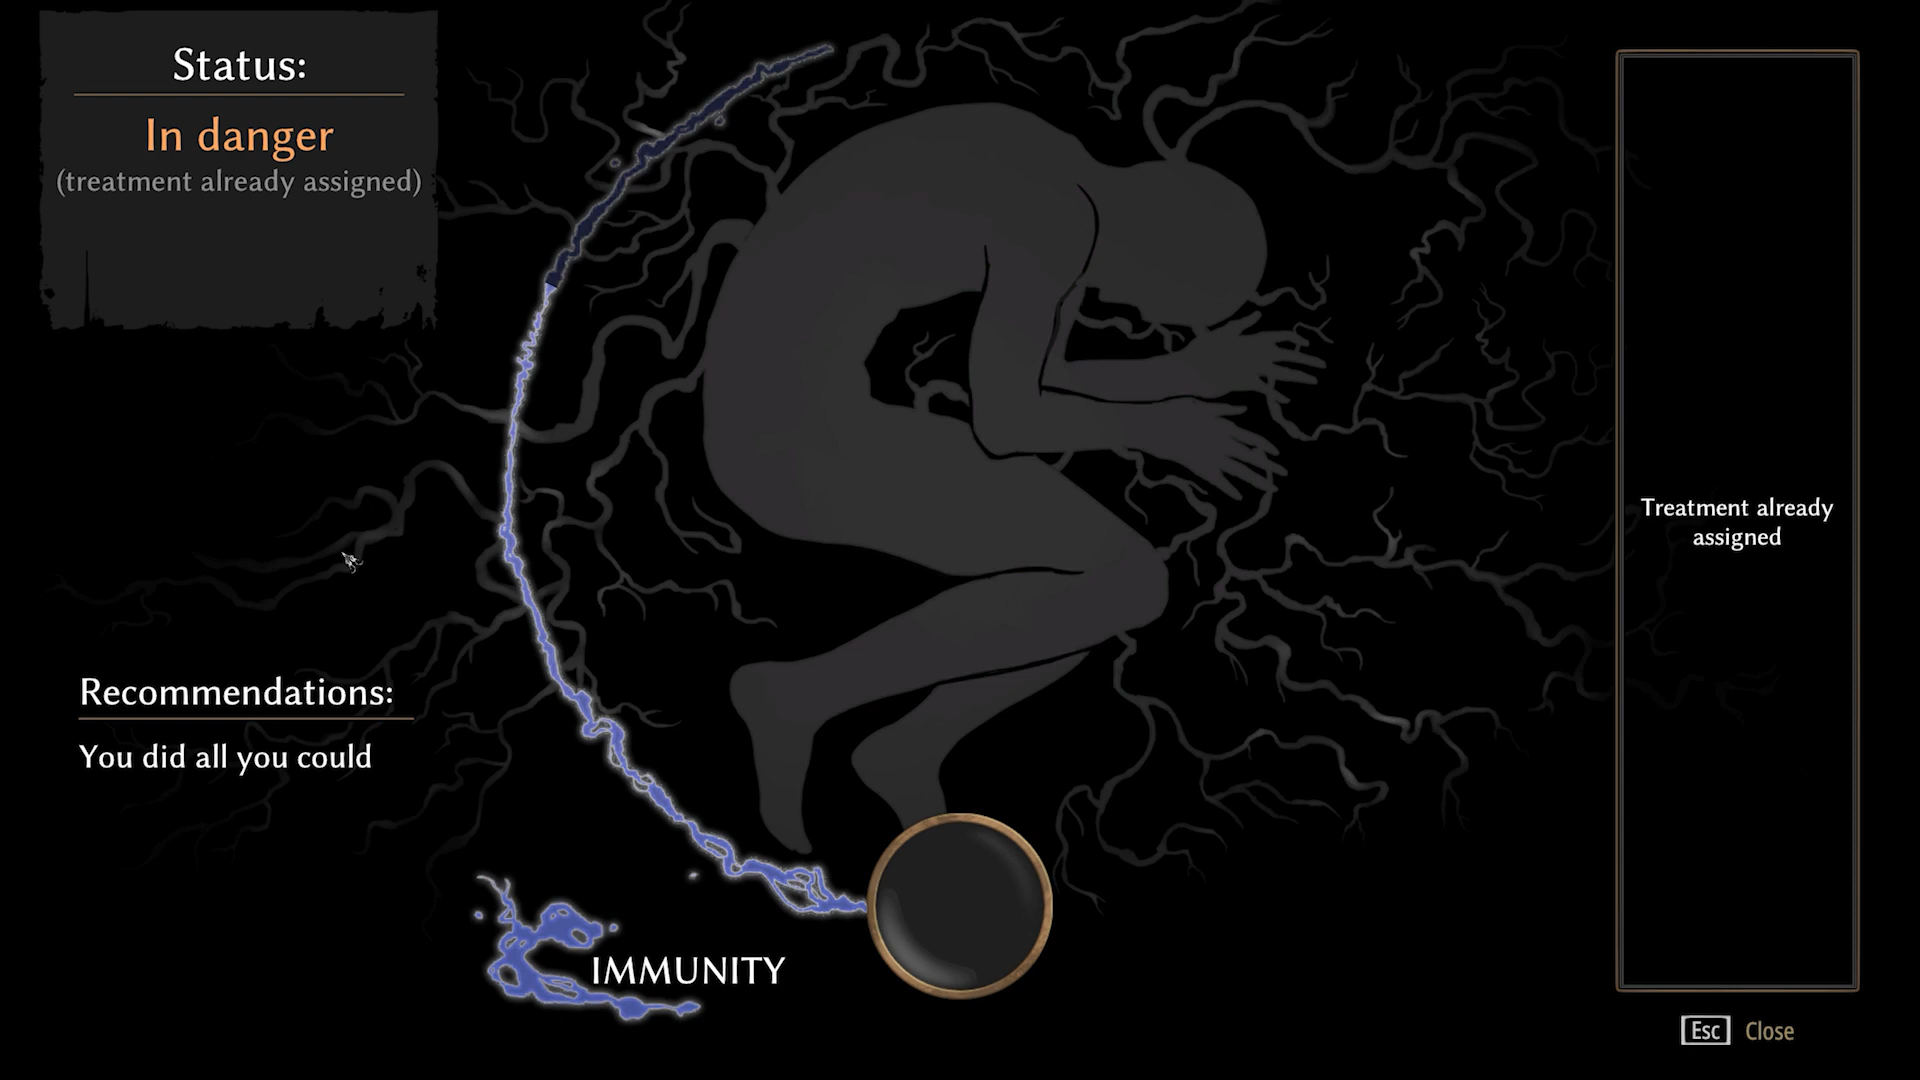 Status:
In danger
(treatment already assigned)
Recommendations:
You did all you could
IMMUNITY
Treatment already
assigned
Esc Close